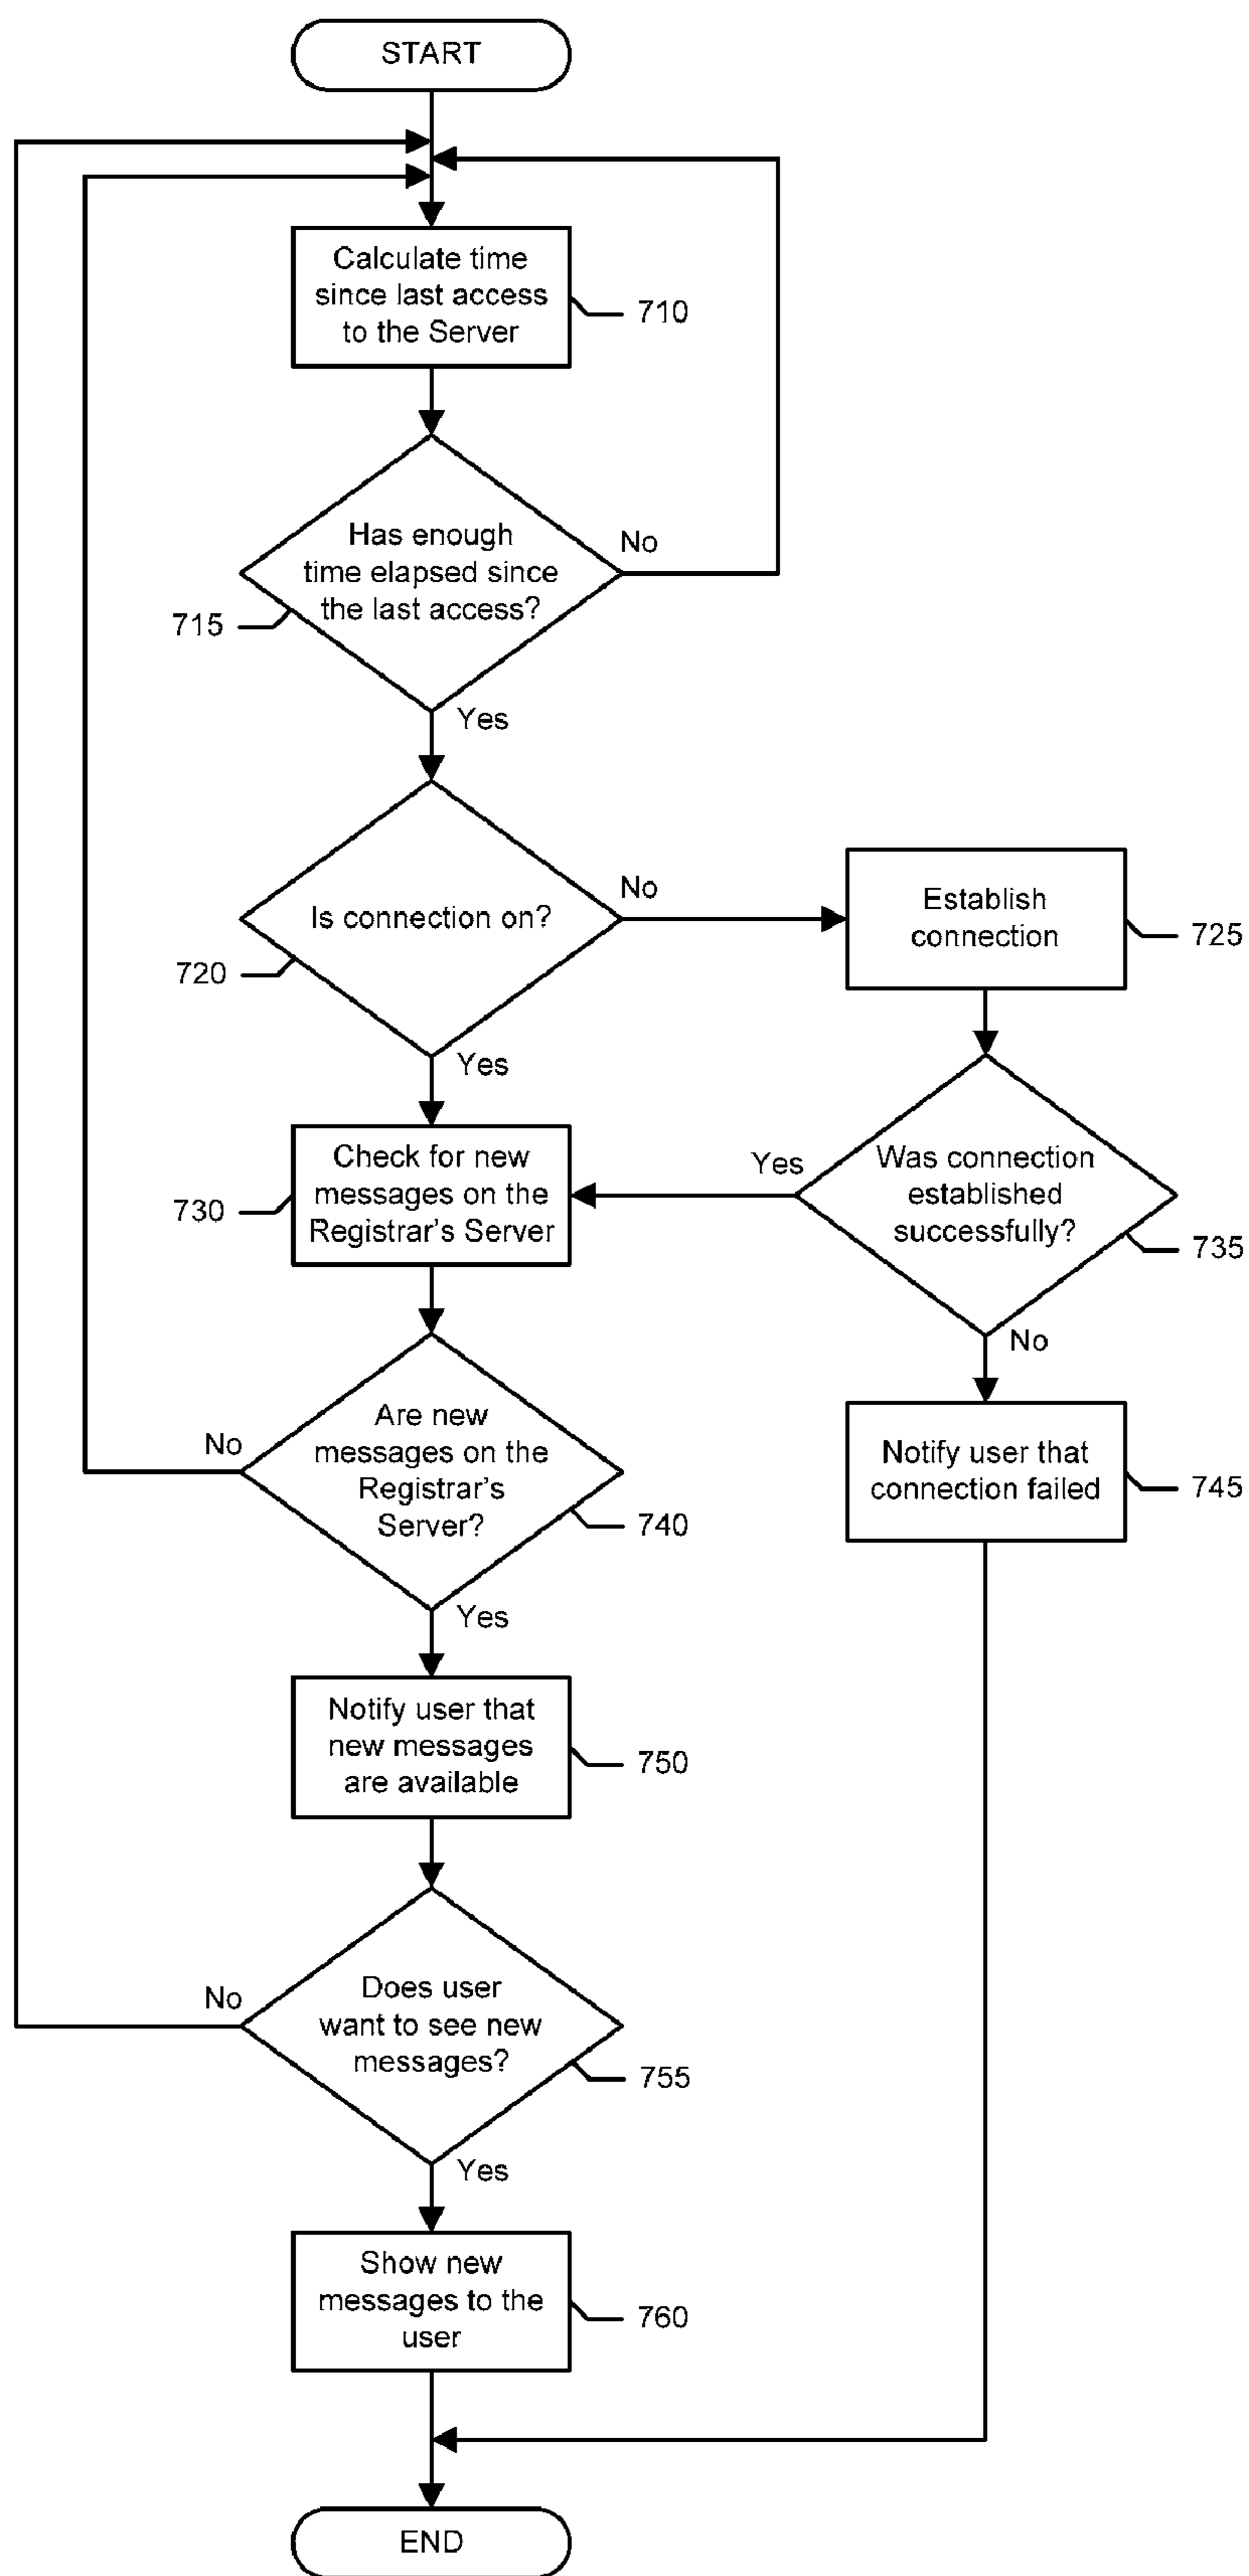 START
Calculate time
since last access
to the Server
710
Has enough
time elapsed since
the last access?
No
715
Yes
Is connection on?
No
720
Yes
Establish
connection
725
Check for new
messages on the
Registrar's Server
730
Yes
Was connection
established
successfully?
735
No
Are new
messages on the
Registrar's
Server?
No
740
Yes
Notify user that
connection failed
745
Notify user that
new messages
are available
750
Does user
want to see new
messages?
No
755
Yes
Show new
messages to the
user
760
END